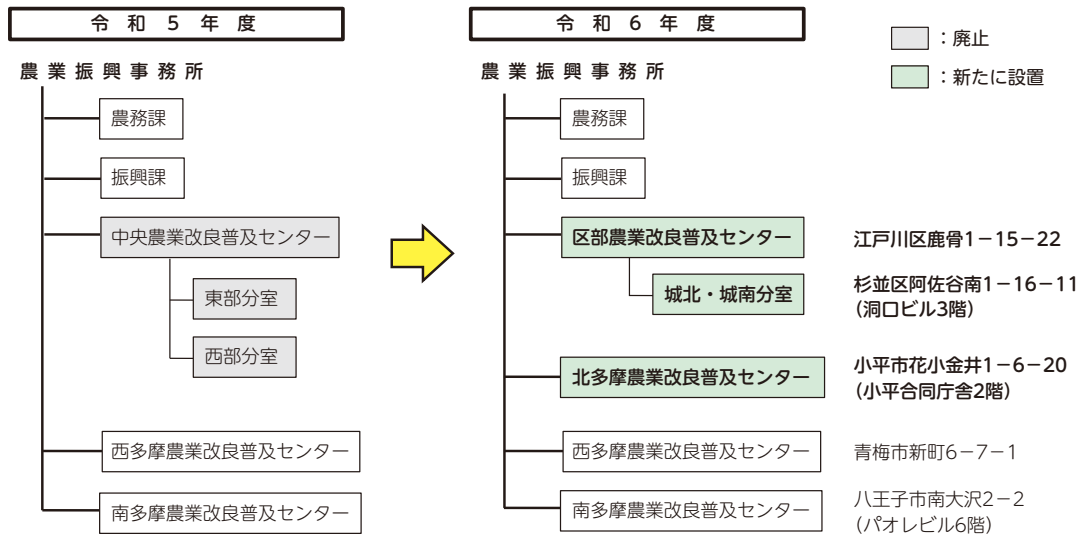 令和5年度
農業振興事務所
農務課
振興課
中央農業改良普及センター
東部分室
西部分室
西多摩農業改良普及センター
南多摩農業改良普及センター
令和6年度
農業振興事務所
農務課
振興課
区部農業改良普及センター
江戸川区鹿骨1-15-22
城北・城南分室
杉並区阿佐谷南1-16-11
(洞口ビル3階)
北多摩農業改良普及センター
小平市花小金井1-6-20
(小平合同庁舎2階)
西多摩農業改良普及センター
青梅市新町6-7-1
南多摩農業改良普及センター
八王子市南大沢2-2
(パオレビル6階)
:廃止
:新たに設置